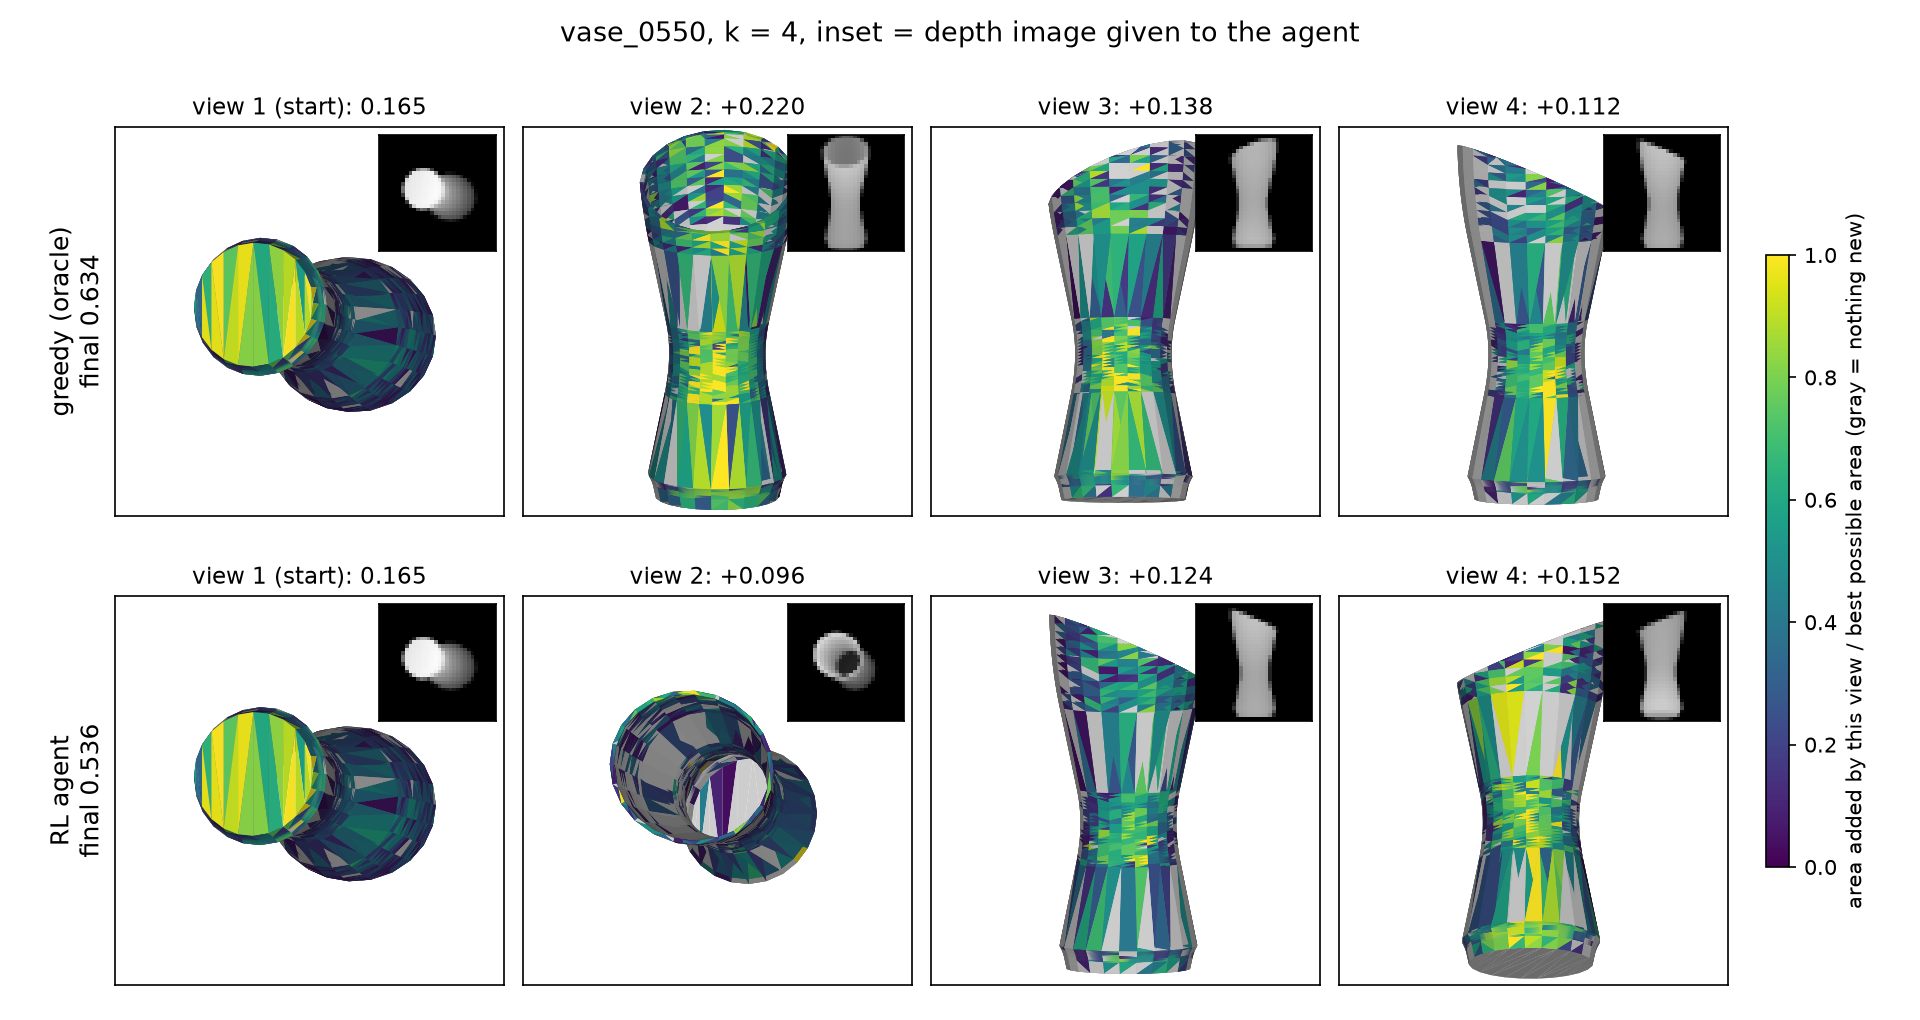 vase_0550, k = 4, inset = depth image given to the agent
greedy (oracle)
final 0.634
view 1 (start): 0.165
view 2: +0.220
view 3: +0.138
view 4: +0.112
RL agent
final 0.536
view 1 (start): 0.165
view 2: +0.096
view 3: +0.124
view 4: +0.152
1.0
0.8
0.6
0.4
0.2
0.0
area added by this view / best possible area (gray = nothing new)